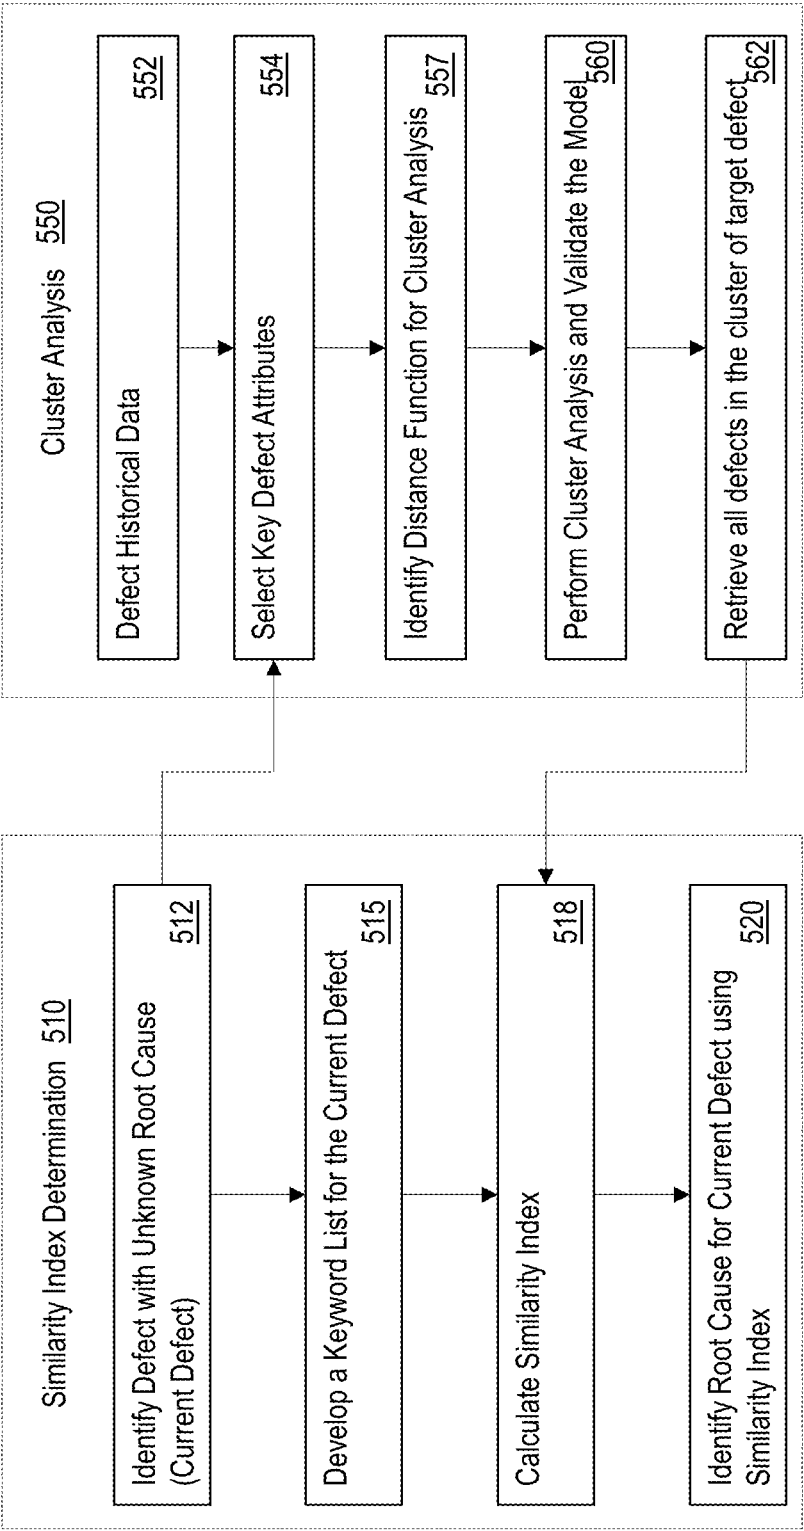 Similarity Index Determination 510
Identify Defect with Unknown Root Cause
(Current Defect)
512
Develop a Keyword List for the Current Defect
515
Calculate Similarity Index
518
Identify Root Cause for Current Defect using
Similarity Index
520
Cluster Analysis 550
Defect Historical Data
552
Select Key Defect Attributes
554
Identify Distance Function for Cluster Analysis
557
Perform Cluster Analysis and Validate the Model
560
Retrieve all defects in the cluster of target defect
562